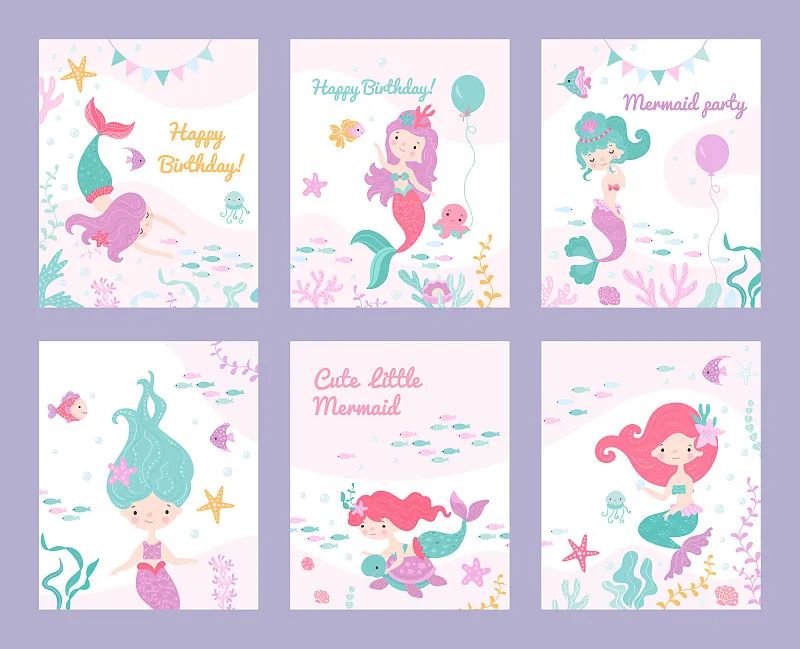 Happy
Birthday!
Happy Birthday!
Mermaid party
Cute Little
Mermaid